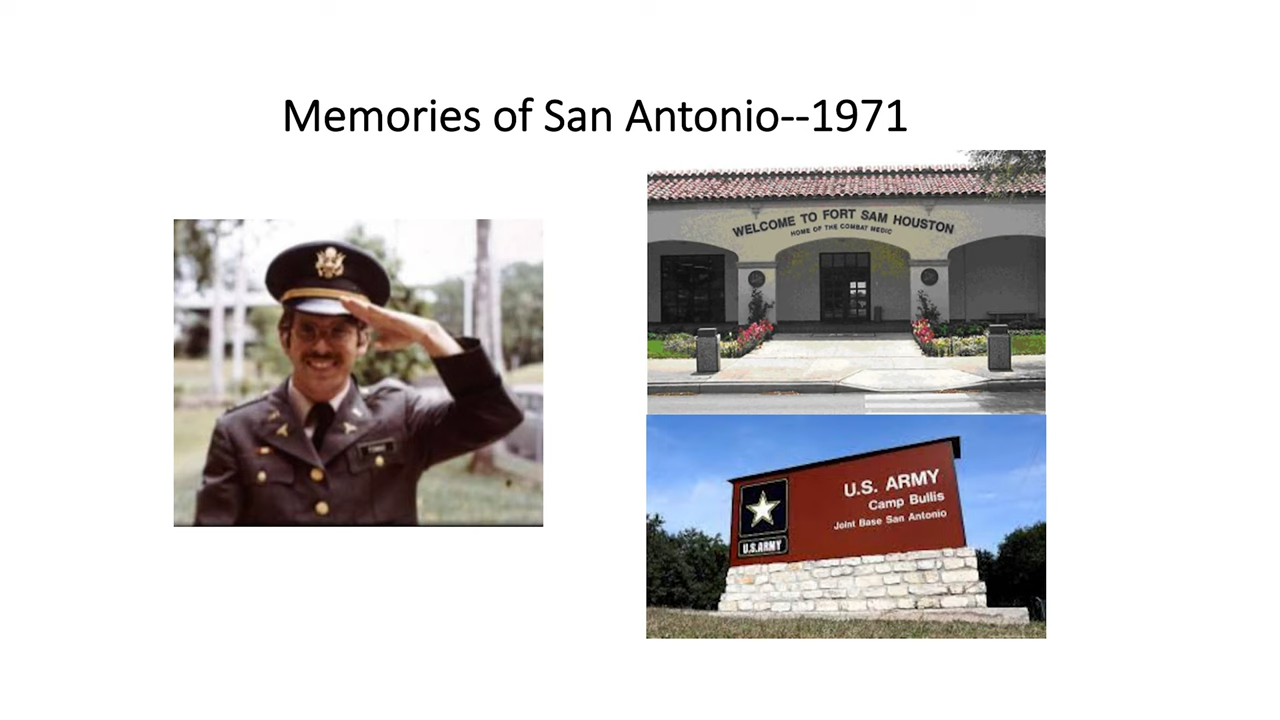 Memories of San Antonio--1971
WELCOME TO FORT SAM HOUSTON
HOME OF THE COMBAT MEDIC
U.S. ARMY
Camp Bullis
Joint Base San Antonio
U.S.ARMY